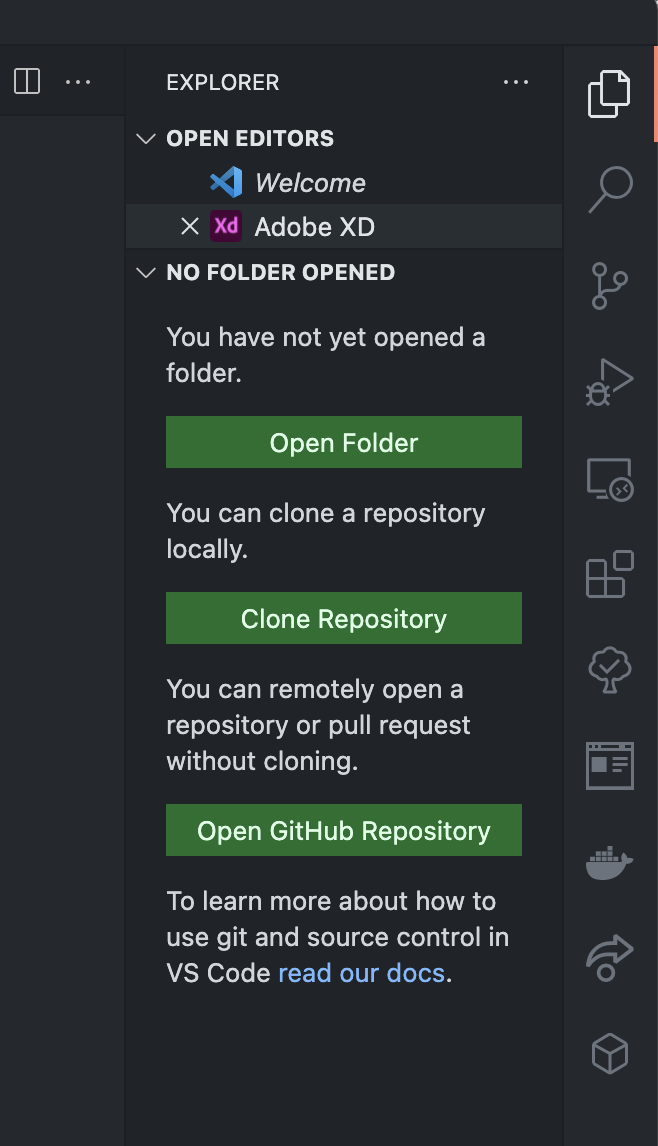 EXPLORER
OPEN EDITORS
Welcome
Xd Adobe XD
NO FOLDER OPENED
You have not yet opened a
folder.
Open Folder
You can clone a repository
locally.
Clone Repository
You can remotely open a
repository or pull request
without cloning.
Open GitHub Repository
To learn more about how to
use git and source control in
VS Code read our docs.